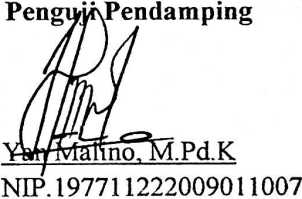 Penguji Pendamping
Yan Malino, M.Pd.K
NIP.197711222009011007